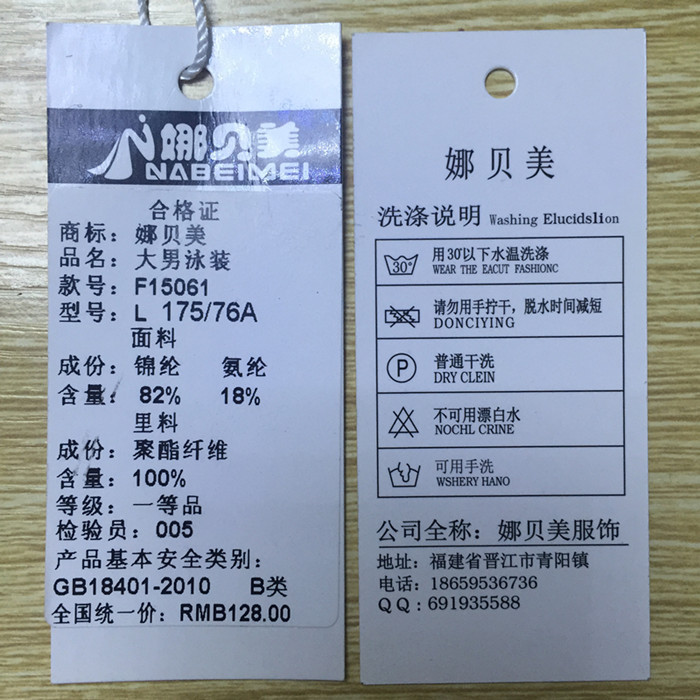 娜贝美
NABEIMEI
合格证
商标：娜贝美
品名：大男泳装
款号：F15061
型号：L 175/76A
面料
成份：锦纶 氨纶
含量：82% 18%
里料
成份：聚酯纤维
含量：100%
等级：一等品
检验员：005
产品基本安全类别：
GB18401-2010 B类
全国统一价：RMB128.00
娜贝美
洗涤说明 Washing Elucidslion
30°
用30°以下水温洗涤
WEAR THE EACUT FASHIONC
请勿用手拧干，脱水时间减短
DONCIYING
P
普通干洗
DRY CLEIN
不可用漂白水
NOCHL CRINE
可用手洗
WSHERY HANO
公司全称：娜贝美服饰
地址：福建省晋江市青阳镇
电话：18659536736
QQ：691935588